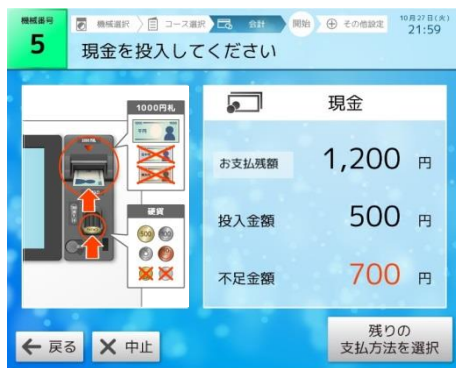 機械番号
5
機械選択
コース選択
会計
開始
その他設定
10月27日(火)
21:59
現金を投入してください
1000円札
硬貨
500
100
現金
お支払残額 1,200 円
投入金額 500 円
不足金額 700 円
← 戻る
× 中止
残りの
支払方法を選択